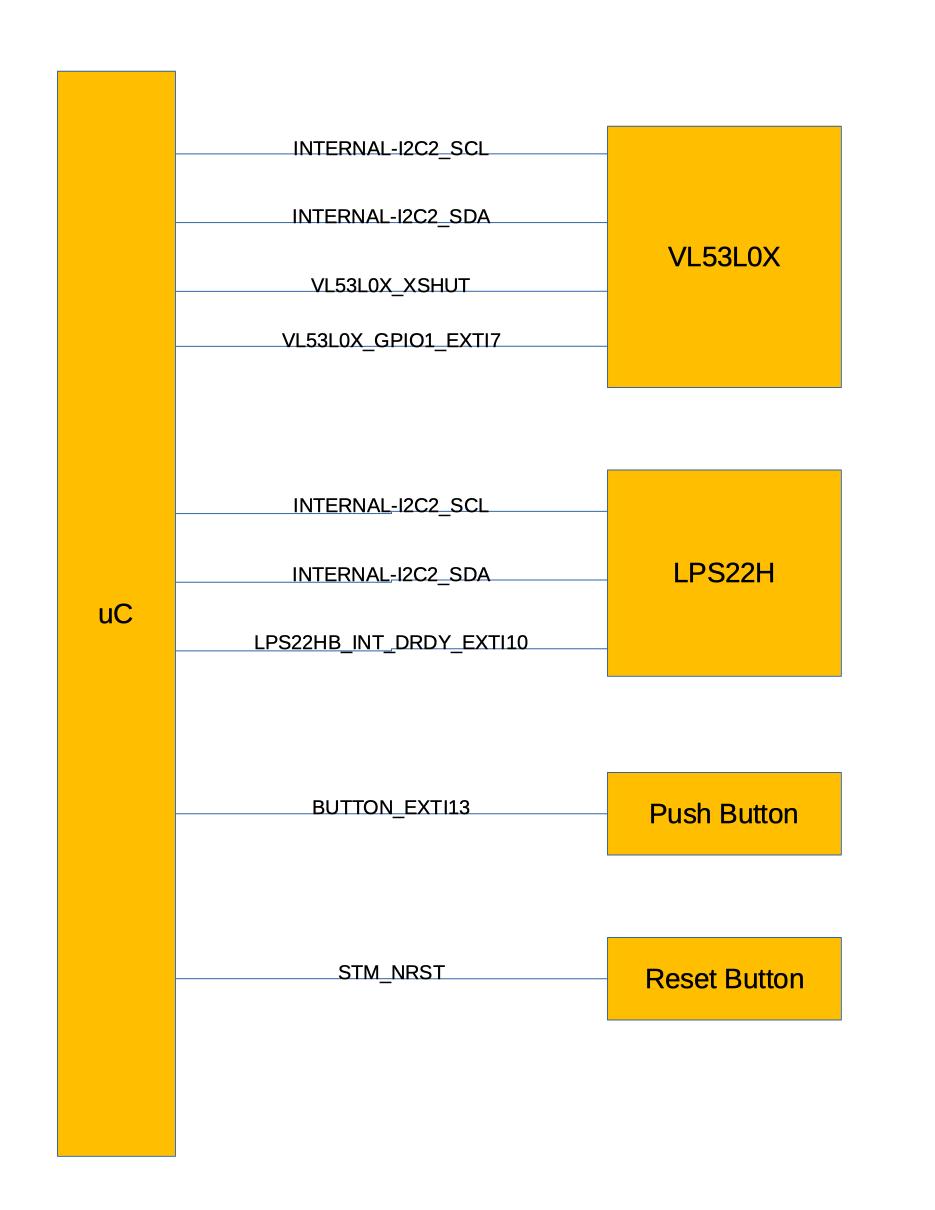 INTERNAL-I2C2_SCL
INTERNAL-I2C2_SDA
VL53L0X
VL53L0X_XSHUT
VL53L0X_GPIO1_EXTI7
INTERNAL-I2C2_SCL
INTERNAL-I2C2_SDA
LPS22H
uC
LPS22HB_INT_DRDY_EXTI10
BUTTON_EXTI13
Push Button
STM_NRST
Reset Button